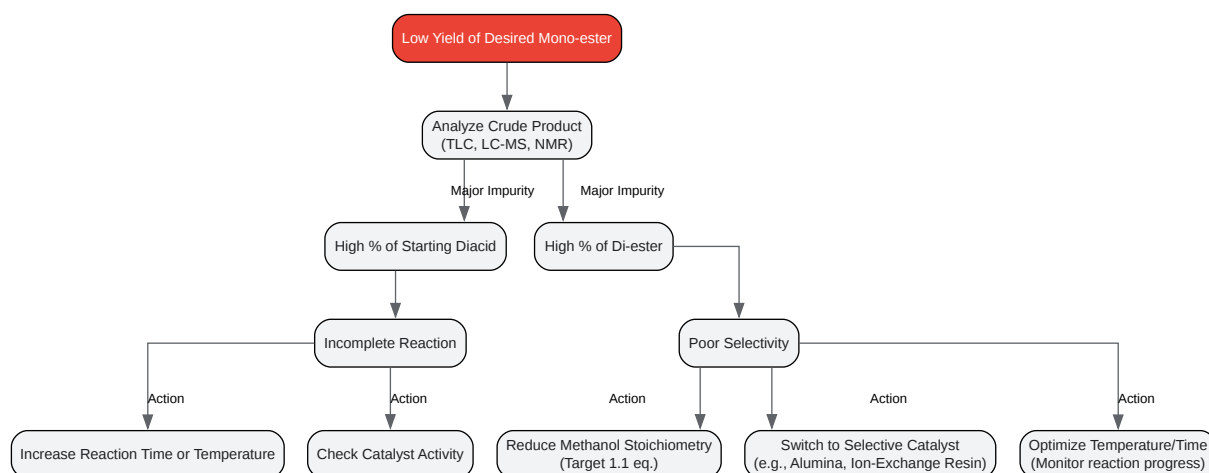 Low Yield of Desired Mono-ester
Analyze Crude Product
(TLC, LC-MS, NMR)
Major Impurity
Major Impurity
High % of Starting Diacid
High % of Di-ester
Incomplete Reaction
Poor Selectivity
Action
Action
Action
Action
Action
Increase Reaction Time or Temperature
Check Catalyst Activity
Reduce Methanol Stoichiometry
(Target 1.1 eq.)
Switch to Selective Catalyst
(e.g., Alumina, Ion-Exchange Resin)
Optimize Temperature/Time
(Monitor reaction progress)